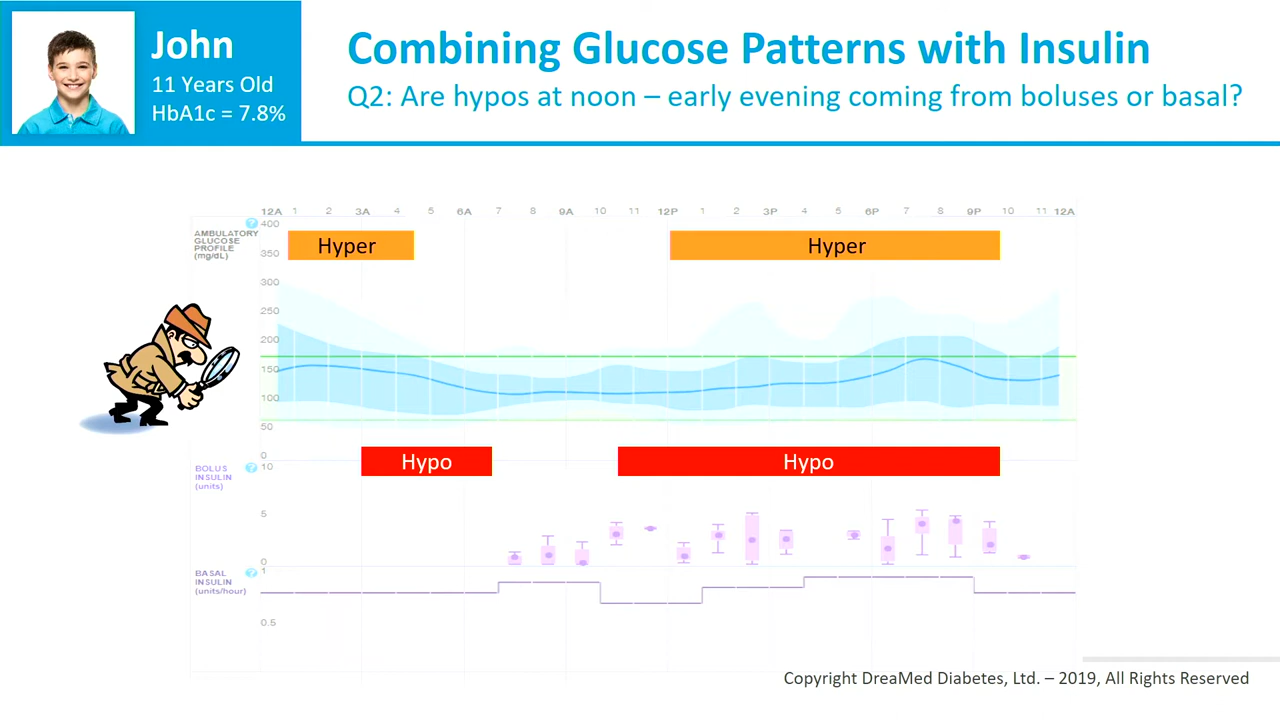 John
11 Years Old
HbA1c = 7.8%
Combining Glucose Patterns with Insulin
Q2: Are hypos at noon – early evening coming from boluses or basal?
12A 1 2 3A 4 5 6A 7 8 9A 10 11 12P 1 2 3P 4 5 6P 7 8 9P 10 11 12A
?
AMBULATORY
GLUCOSE
PROFILE
(mg/dL)
400
350
300
250
200
150
100
50
0
Hyper
Hyper
Hypo
Hypo
BOLUS
INSULIN
(units)
?
10
5
0
BASAL
INSULIN
(units/hour)
?
1
0.5
Copyright DreaMed Diabetes, Ltd. – 2019, All Rights Reserved